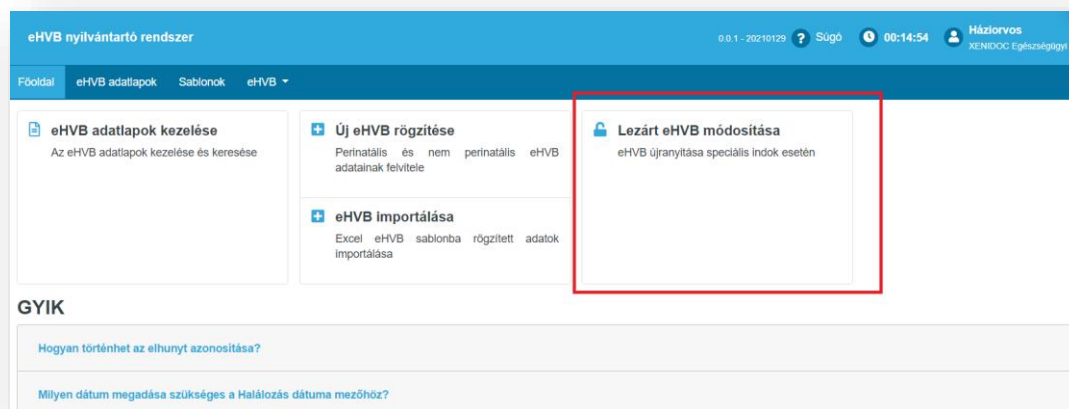 eHVB nyilvántartó rendszer
0.0.1 - 20210129 ? Súgó 00:14:54 Háziorvos
XENIDOC Egészségügyi
Főoldal eHVB adatlapok Sablonok eHVB
eHVB adatlapok kezelése
Az eHVB adatlapok kezelése és keresése
Új eHVB rögzítése
Perinatális és nem perinatális eHVB
adatainak felvitele
eHVB importálása
Excel eHVB sablonba rögzített adatok
importálása
Lezárt eHVB módosítása
eHVB újranyitása speciális indok esetén
GYIK
Hogyan történhet az elhunyt azonosítása?
Milyen dátum megadása szükséges a Halálozás dátuma mezőhöz?